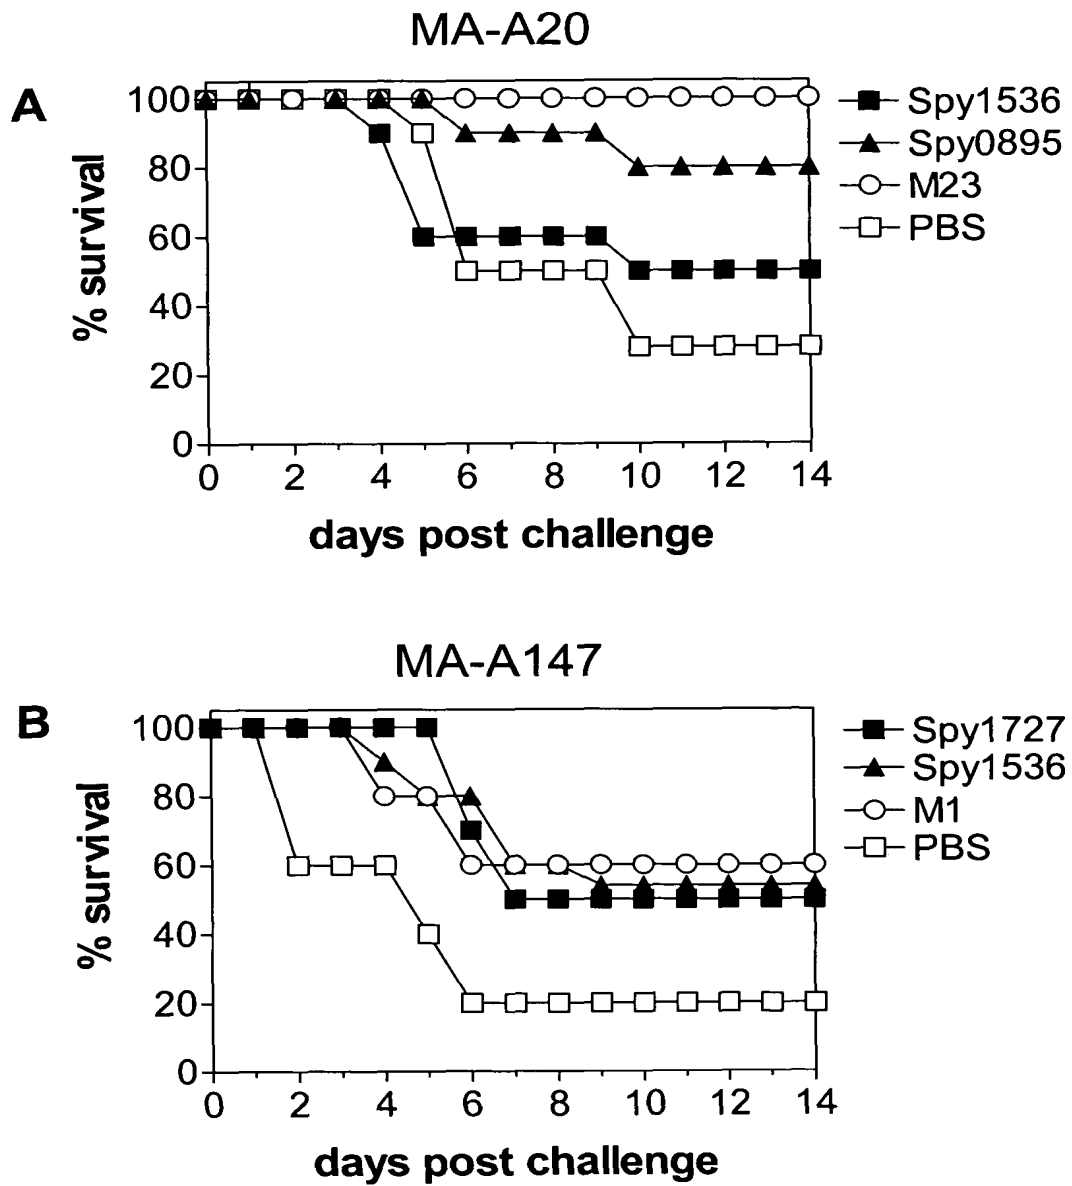 MA-A20
A
% survival
100
80
60
40
20
0
0 2 4 6 8 10 12 14
days post challenge
Spy1536
Spy0895
M23
PBS
MA-A147
B
% survival
100
80
60
40
20
0
0 2 4 6 8 10 12 14
days post challenge
Spy1727
Spy1536
M1
PBS